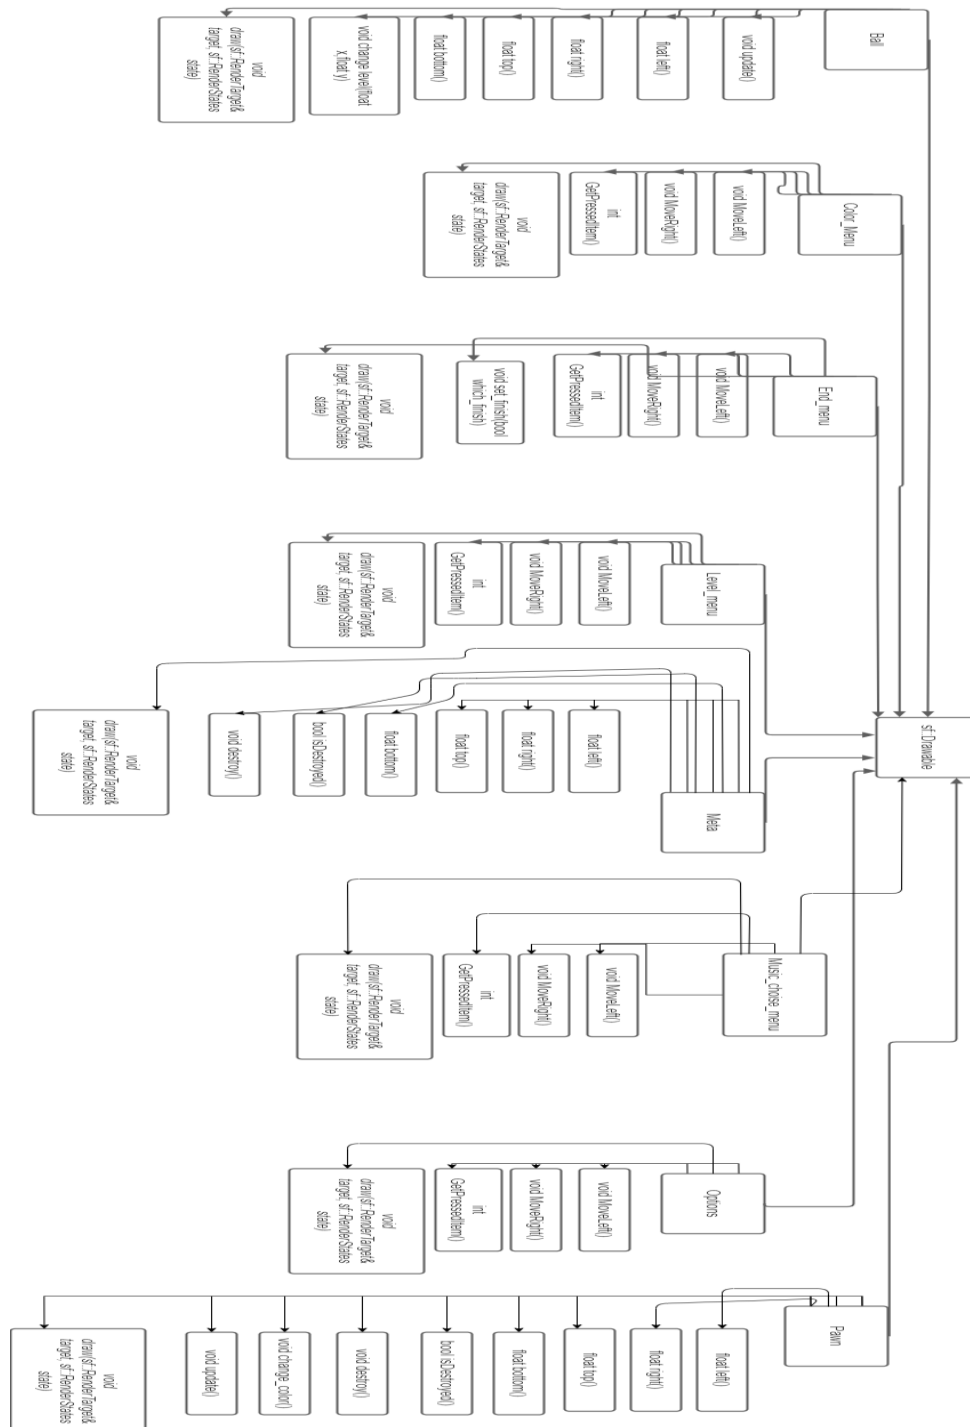 Ball
void update()
float left()
float right()
float top()
float bottom()
void change level(float
x, float y)
void
draw(sf::RenderTarget&
target, sf::RenderStates
state)
Color_Menu
void MoveLeft()
void MoveRight()
int
GetPressedItem()
void
draw(sf::RenderTarget&
target, sf::RenderStates
state)
End_menu
void MoveLeft()
void MoveRight()
int
GetPressedItem()
void set_finish(bool
which_finish)
void
draw(sf::RenderTarget&
target, sf::RenderStates
state)
Level_menu
void MoveLeft()
void MoveRight()
int
GetPressedItem()
void
draw(sf::RenderTarget&
target, sf::RenderStates
state)
sf::Drawable
Meta
float left()
float right()
float top()
float bottom()
bool isDestroyed()
void destroy()
void
draw(sf::RenderTarget&
target, sf::RenderStates
state)
Music_choise_menu
void MoveLeft()
void MoveRight()
int
GetPressedItem()
void
draw(sf::RenderTarget&
target, sf::RenderStates
state)
Options
void MoveLeft()
void MoveRight()
int
GetPressedItem()
void
draw(sf::RenderTarget&
target, sf::RenderStates
state)
Pawn
float left()
float right()
float top()
float bottom()
bool isDestroyed()
void destroy()
void change_color()
void update()
void
draw(sf::RenderTarget&
target, sf::RenderStates
state)